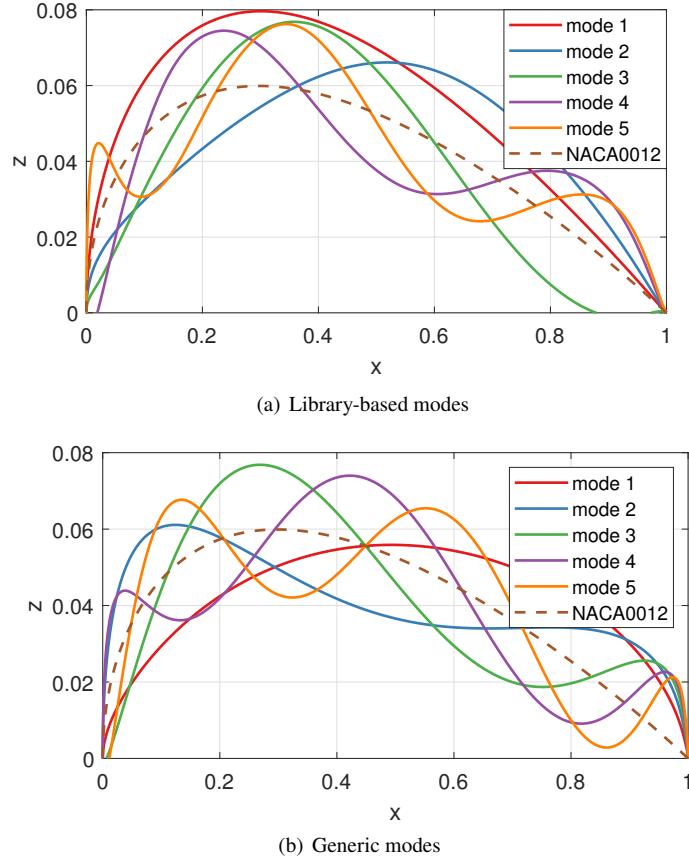 0.08
0.06
0.04
0.02
0
z
0
0.2
0.4
0.6
0.8
1
x
mode 1
mode 2
mode 3
mode 4
mode 5
NACA0012
(a) Library-based modes
0.08
0.06
0.04
0.02
0
z
0
0.2
0.4
0.6
0.8
1
x
mode 1
mode 2
mode 3
mode 4
mode 5
NACA0012
(b) Generic modes